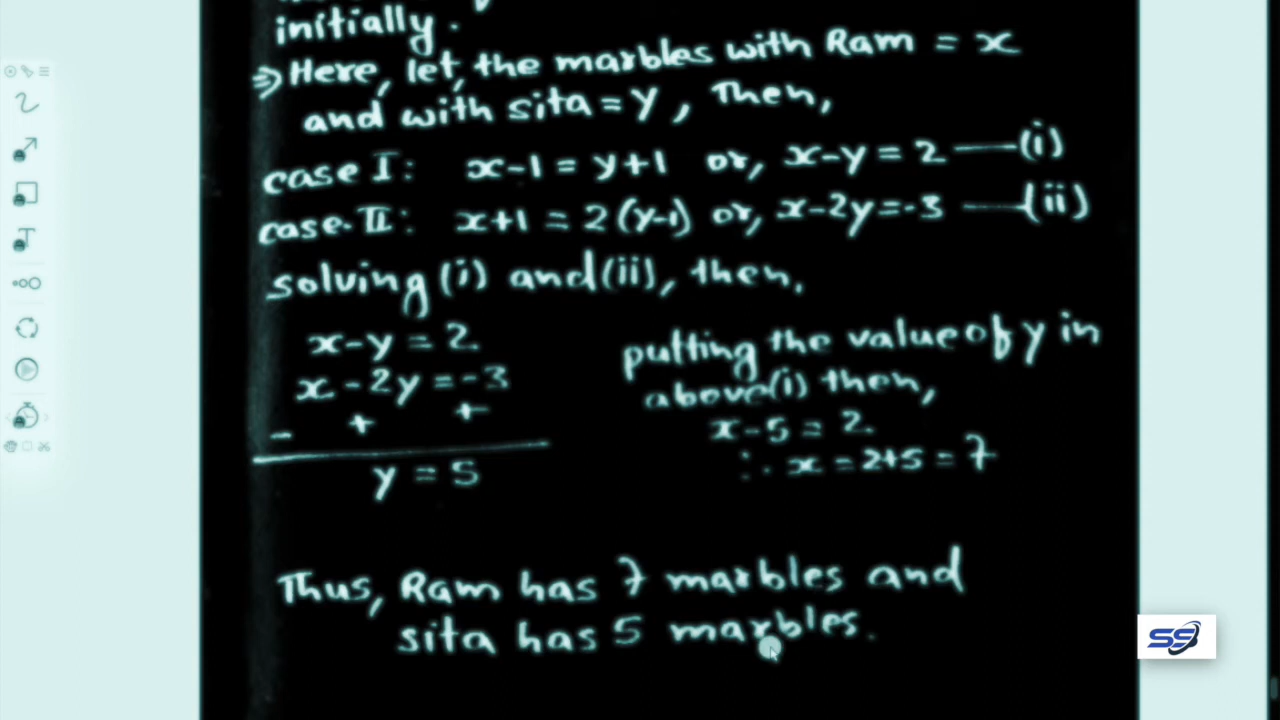 initially.
⇒ Here, let, the marbles with Ram = x
and with sita = y, Then,
case I: x-1 = y+1 or, x-y = 2 —(i)
case-II: x+1 = 2(y-1) or, x-2y=-3 —(ii)
solving (i) and (ii), then,
x-y = 2
x - 2y = -3
- + +
y = 5
putting the value of y in
above(i) then,
x-5 = 2
∴ x = 2+5 = 7
Thus, Ram has 7 marbles and
sita has 5 marbles.
SS